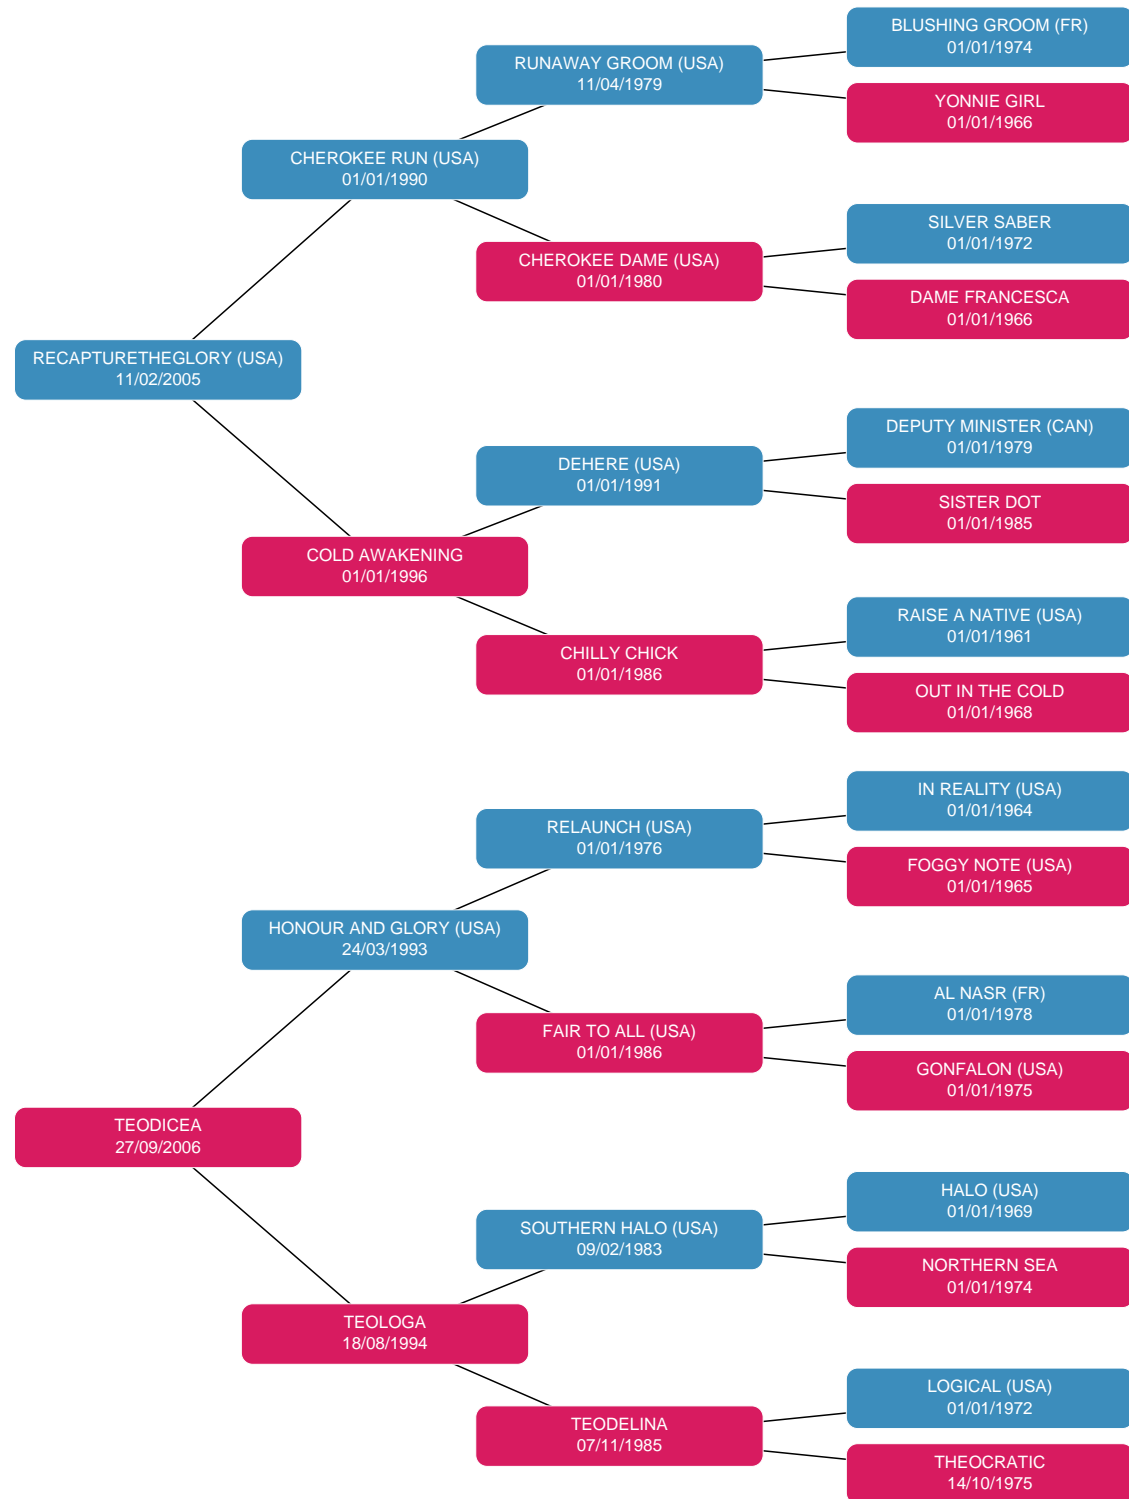 BLUSHING GROOM (FR)
01/01/1974
RUNAWAY GROOM (USA)
11/04/1979
YONNIE GIRL
01/01/1966
CHEROKEE RUN (USA)
01/01/1990
SILVER SABER
01/01/1972
CHEROKEE DAME (USA)
01/01/1980
DAME FRANCESCA
01/01/1966
RECAPTURETHEGLORY (USA)
11/02/2005
DEPUTY MINISTER (CAN)
01/01/1979
DEHERE (USA)
01/01/1991
SISTER DOT
01/01/1985
COLD AWAKENING
01/01/1996
RAISE A NATIVE (USA)
01/01/1961
CHILLY CHICK
01/01/1986
OUT IN THE COLD
01/01/1968
IN REALITY (USA)
01/01/1964
RELAUNCH (USA)
01/01/1976
FOGGY NOTE (USA)
01/01/1965
HONOUR AND GLORY (USA)
24/03/1993
AL NASR (FR)
01/01/1978
FAIR TO ALL (USA)
01/01/1986
GONFALON (USA)
01/01/1975
TEODICEA
27/09/2006
HALO (USA)
01/01/1969
SOUTHERN HALO (USA)
09/02/1983
NORTHERN SEA
01/01/1974
TEOLOGA
18/08/1994
LOGICAL (USA)
01/01/1972
TEODELINA
07/11/1985
THEOCRATIC
14/10/1975